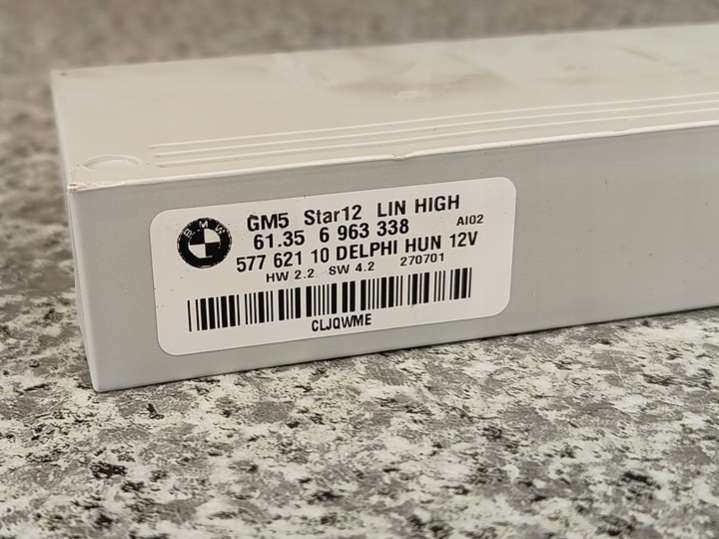 BMW
GM5 Star12 LIN HIGH
61.35 6 963 338 AI02
577 621 10 DELPHI HUN 12V
HW 2.2 SW 4.2 270701
CLJQWME